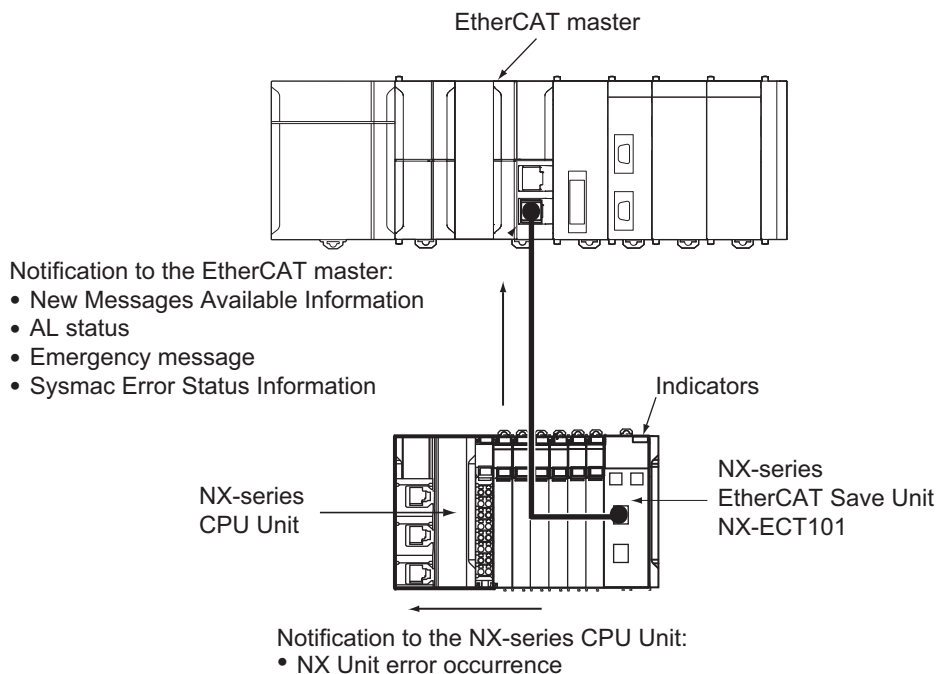 EtherCAT master
Notification to the EtherCAT master:
• New Messages Available Information
• AL status
• Emergency message
• Sysmac Error Status Information
Indicators
NX-series
CPU Unit
NX-series
EtherCAT Save Unit
NX-ECT101
Notification to the NX-series CPU Unit:
• NX Unit error occurrence